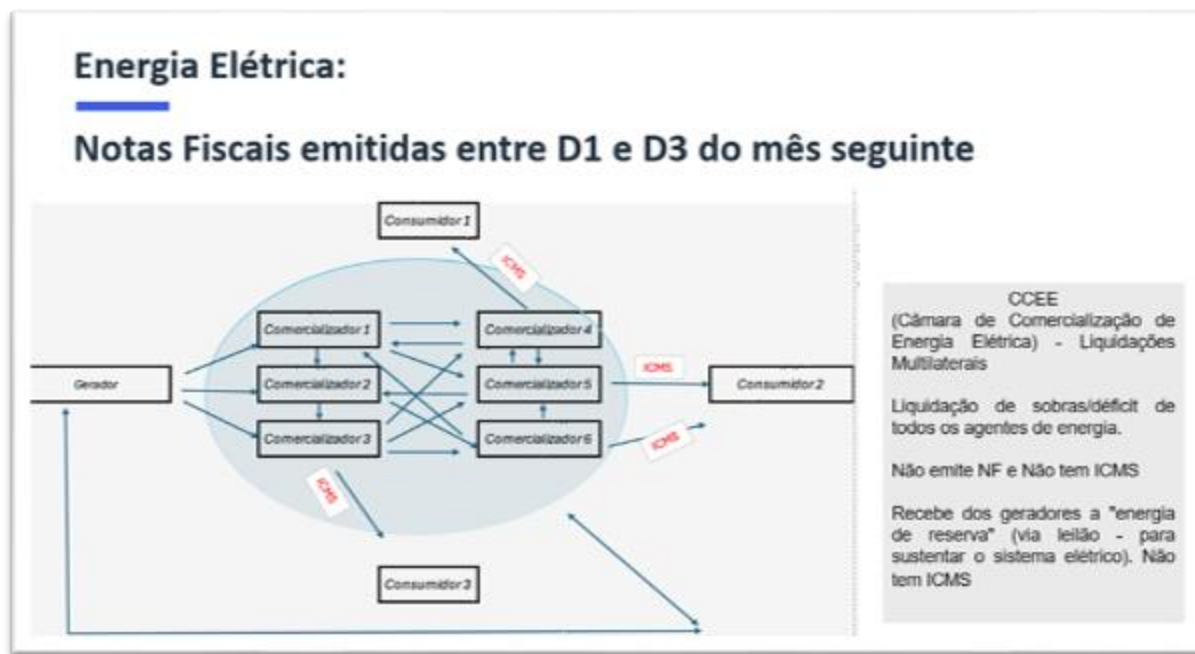 Energia Elétrica:
Notas Fiscais emitidas entre D1 e D3 do mês seguinte
Consumidor 1
ICMS
Comercializador 1
Comercializador 4
Gerador
Comercializador 2
Comercializador 5
ICMS
Consumidor 2
Comercializador 3
Comercializador 6
ICMS
ICMS
Consumidor 3
CCEE
(Câmara de Comercialização de
Energia Elétrica) - Liquidações
Multilaterais
Liquidação de sobras/déficit de
todos os agentes de energia.
Não emite NF e Não tem ICMS
Recebe dos geradores a "energia
de reserva" (via leilão - para
sustentar o sistema elétrico). Não
tem ICMS